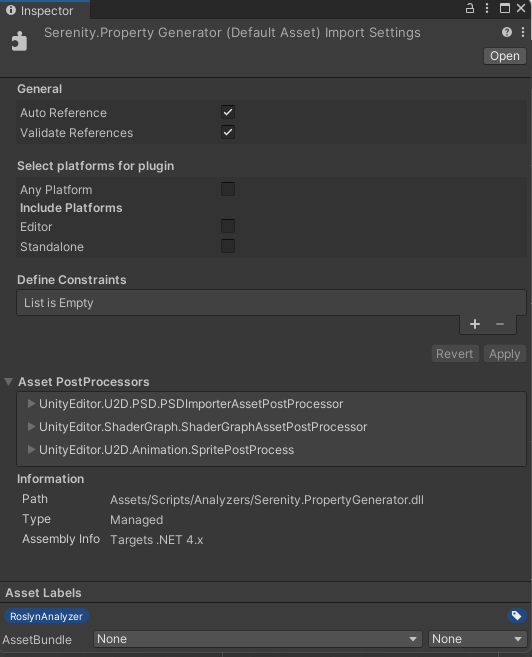 Inspector
Serenity.Property Generator (Default Asset) Import Settings
Open
General
Auto Reference
Validate References
Select platforms for plugin
Any Platform
Include Platforms
Editor
Standalone
Define Constraints
List is Empty
Revert Apply
Asset PostProcessors
UnityEditor.U2D.PSD.PSDImporterAssetPostProcessor
UnityEditor.ShaderGraph.ShaderGraphAssetPostProcessor
UnityEditor.U2D.Animation.SpritePostProcess
Information
Path Assets/Scripts/Analyzers/Serenity.PropertyGenerator.dll
Type Managed
Assembly Info Targets .NET 4.x
Asset Labels
RoslynAnalyzer
AssetBundle None None